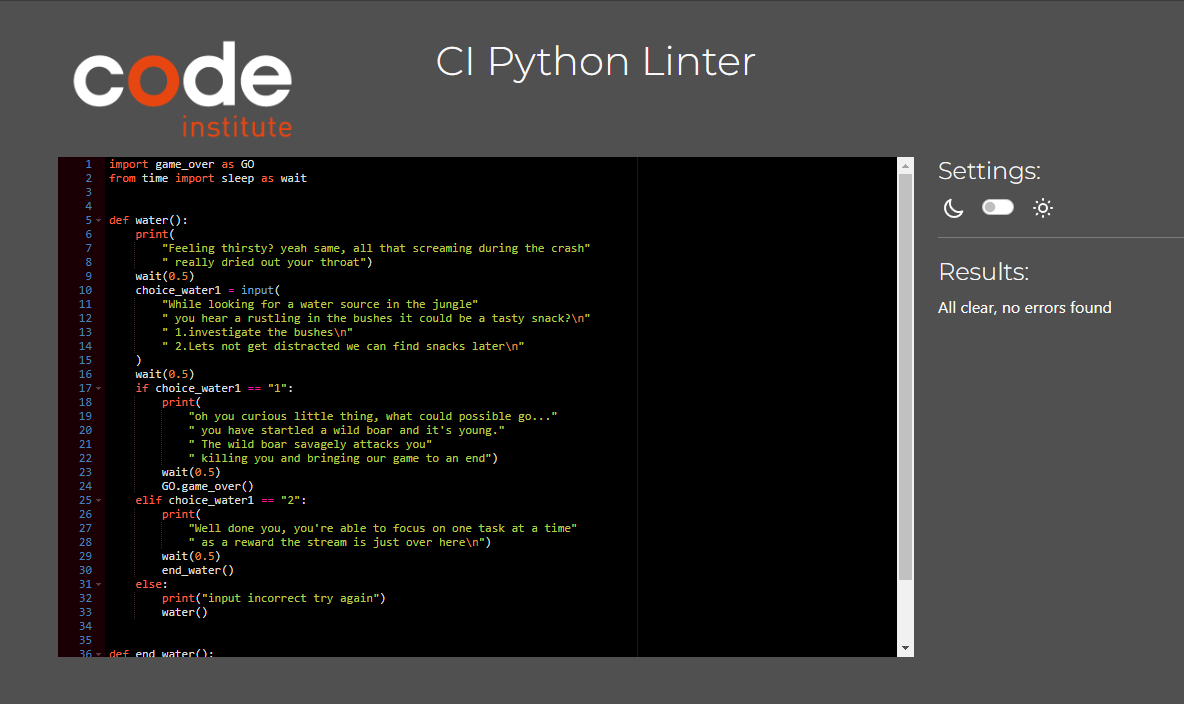 code
institute
CI Python Linter
1 import game_over as GO
2 from time import sleep as wait
3
4
5 def water():
6     print(
7         "Feeling thirsty? yeah same, all that screaming during the crash"
8         " really dried out your throat")
9     wait(0.5)
10     choice_water1 = input(
11         "While looking for a water source in the jungle"
12         " you hear a rustling in the bushes it could be a tasty snack?\n"
13         " 1.investigate the bushes\n"
14         " 2.Lets not get distracted we can find snacks later\n"
15     )
16     wait(0.5)
17     if choice_water1 == "1":
18         print(
19             "oh you curious little thing, what could possible go..."
20             " you have startled a wild boar and it's young."
21             " The wild boar savagely attacks you"
22             " killing you and bringing our game to an end")
23         wait(0.5)
24         GO.game_over()
25     elif choice_water1 == "2":
26         print(
27             "Well done you, you're able to focus on one task at a time"
28             " as a reward the stream is just over here\n")
29         wait(0.5)
30         end_water()
31     else:
32         print("input incorrect try again")
33         water()
34
35
36 def end_water():
Settings:
Results:
All clear, no errors found